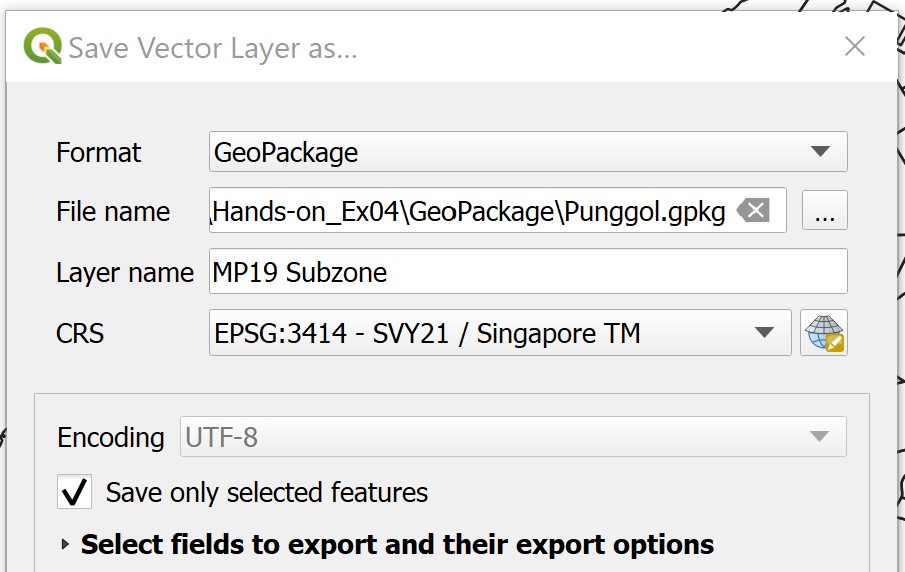 Save Vector Layer as...
Format GeoPackage
File name \Hands-on_Ex04\GeoPackage\Punggol.gpkg ...
Layer name MP19 Subzone
CRS EPSG:3414 - SVY21 / Singapore TM
Encoding UTF-8
Save only selected features
Select fields to export and their export options